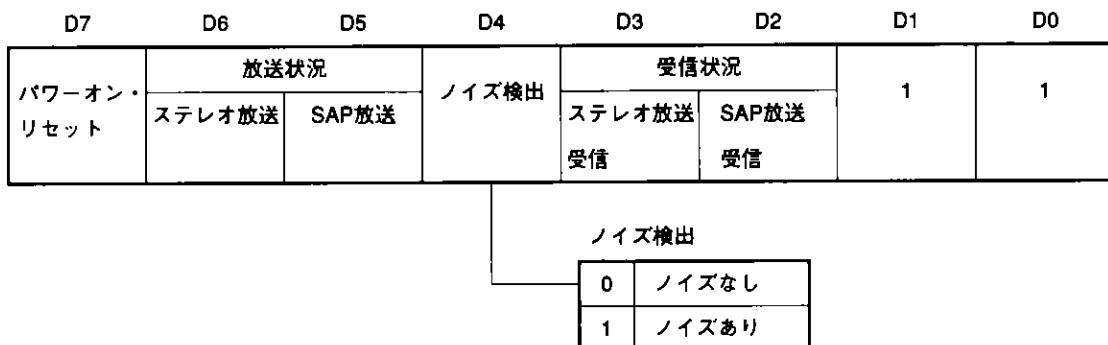 D7 D6 D5 D4 D3 D2 D1 D0
パワーオン・
リセット
放送状況
ステレオ放送 SAP放送
ノイズ検出
受信状況
ステレオ放送
受信
SAP放送
受信
1 1
ノイズ検出
0 ノイズなし
1 ノイズあり